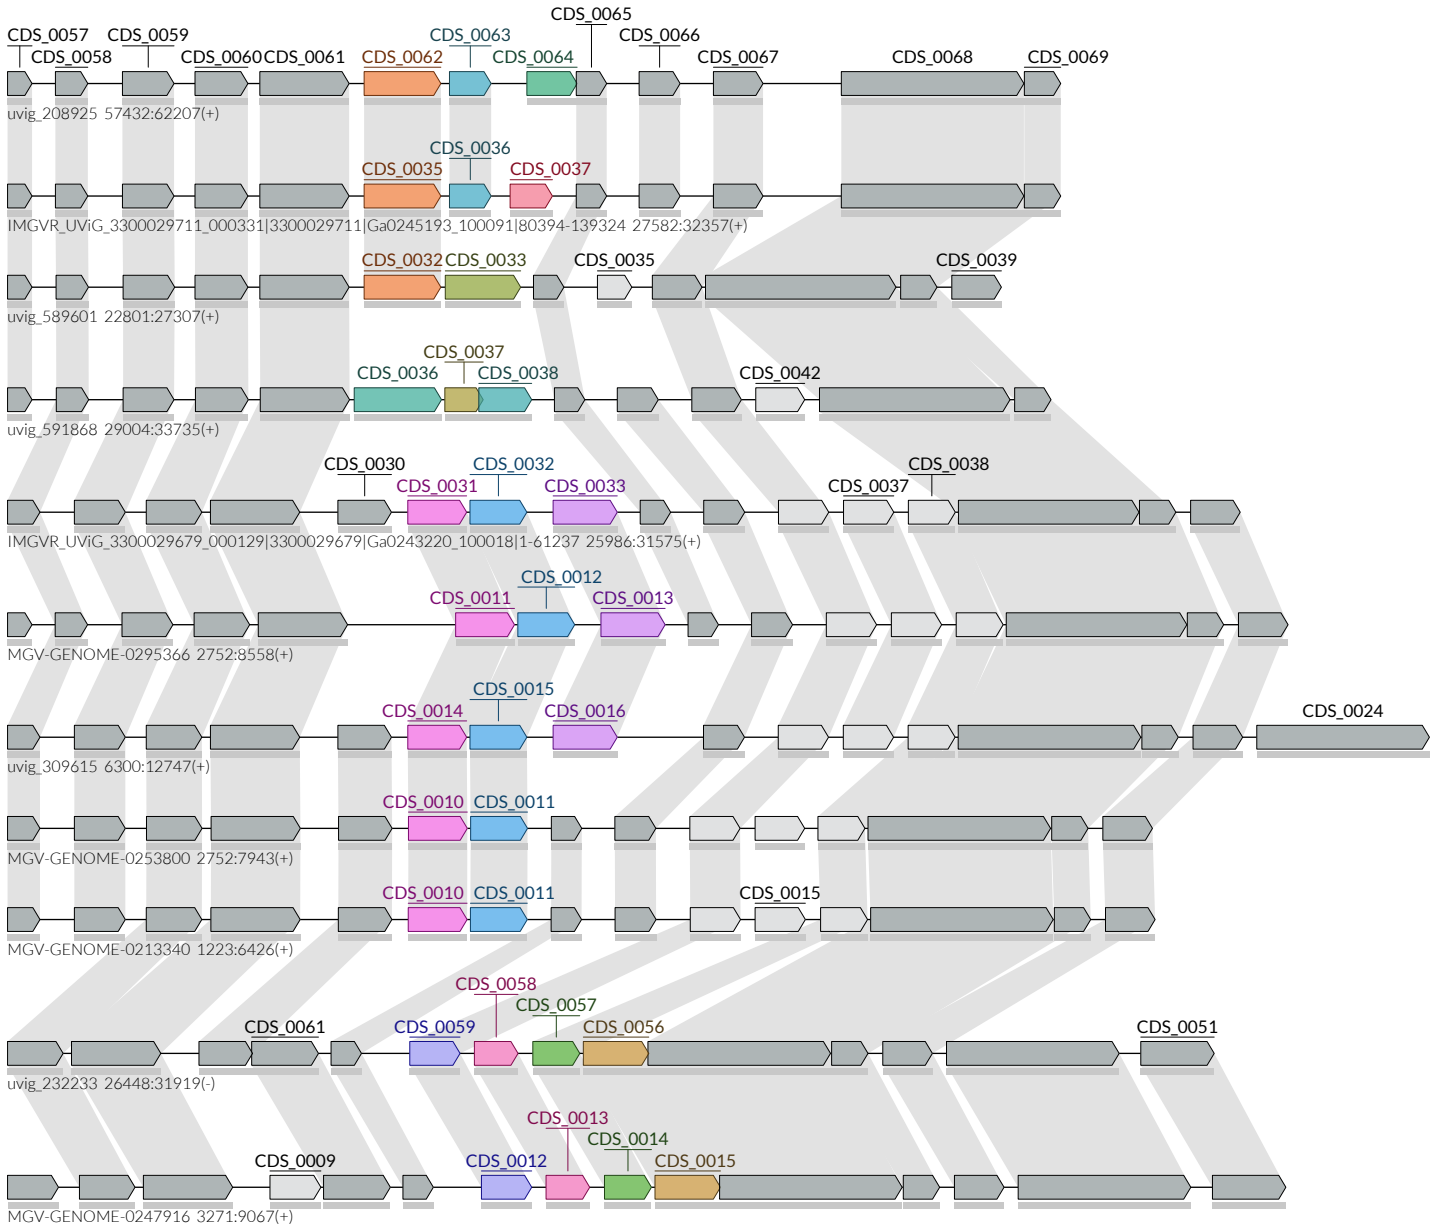 CDS_0065
CDS_0057 CDS_0059 CDS_0063 CDS_0066
CDS_0058 CDS_0060 CDS_0061 CDS_0062 CDS_0064 CDS_0067 CDS_0068 CDS_0069
uvig_208925 57432:62207(+)
CDS_0036
CDS_0035 CDS_0037
IMGVR_UViG_3300029711_000331|3300029711|Ga0245193_100091|80394-139324 27582:32357(+)
CDS_0032 CDS_0033 CDS_0035 CDS_0039
uvig_589601 22801:27307(+)
CDS_0037
CDS_0036 CDS_0038 CDS_0042
uvig_591868 29004:33735(+)
CDS_0030 CDS_0032 CDS_0038
CDS_0031 CDS_0033 CDS_0037
IMGVR_UViG_3300029679_000129|3300029679|Ga0243220_100018|1-61237 25986:31575(+)
CDS_0012
CDS_0011 CDS_0013
MGV-GENOME-0295366 2752:8558(+)
CDS_0015
CDS_0014 CDS_0016 CDS_0024
uvig_309615 6300:12747(+)
CDS_0010 CDS_0011
MGV-GENOME-0253800 2752:7943(+)
CDS_0010 CDS_0011 CDS_0015
MGV-GENOME-0213340 1223:6426(+)
CDS_0058
CDS_0057
CDS_0061 CDS_0059 CDS_0056 CDS_0051
uvig_232233 26448:31919(-)
CDS_0013
CDS_0014
CDS_0009 CDS_0012 CDS_0015
MGV-GENOME-0247916 3271:9067(+)